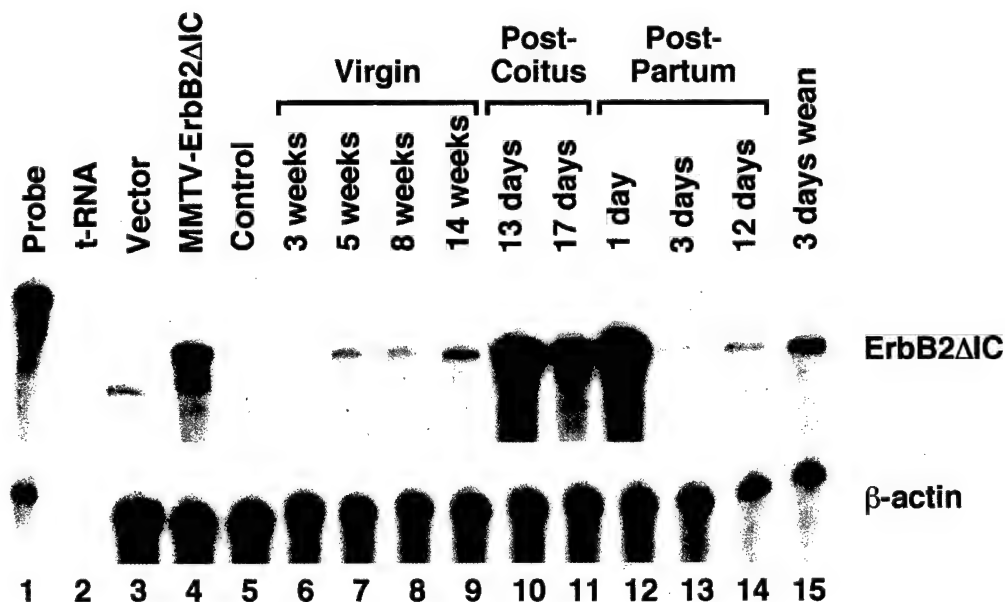 Virgin
Post-Coitus
Post-Partum
Probe
t-RNA
Vector
MMTV-ErbB2ΔIC
Control
3 weeks
5 weeks
8 weeks
14 weeks
13 days
17 days
1 day
3 days
12 days
3 days wean
ErbB2ΔIC
β-actin
1 2 3 4 5 6 7 8 9 10 11 12 13 14 15